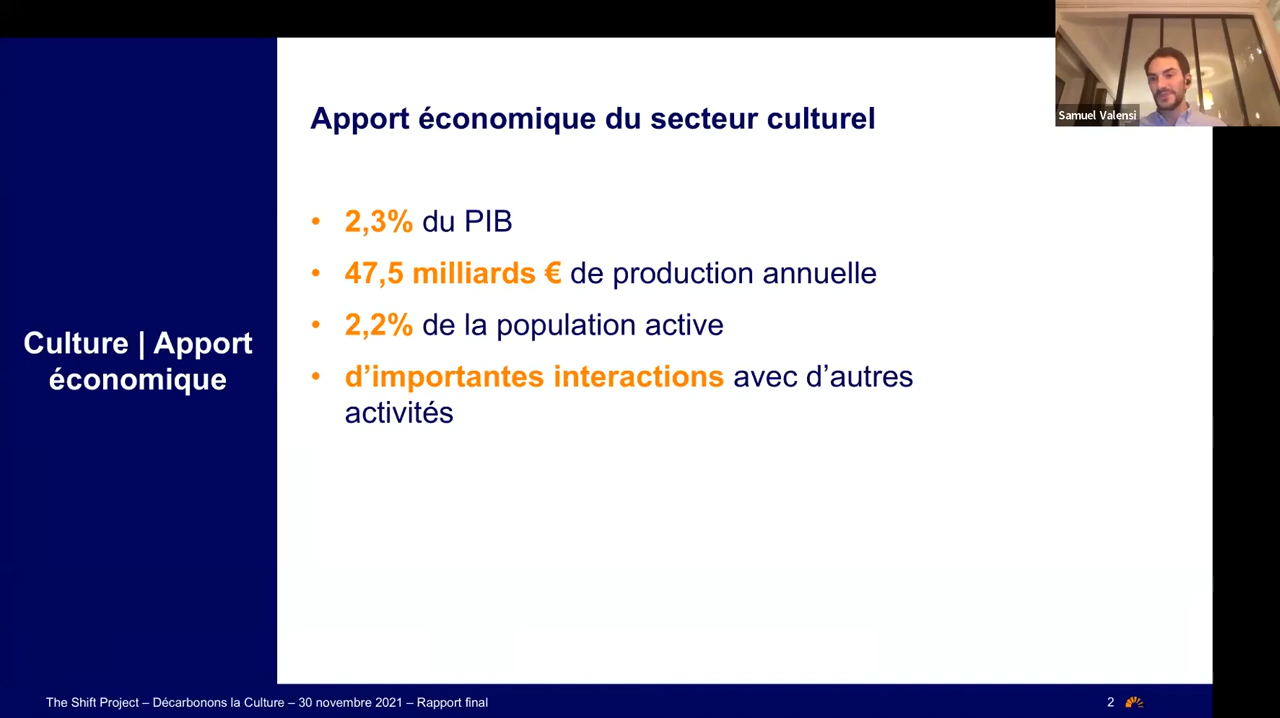 Samuel Valensi
Apport économique du secteur culturel
• 2,3% du PIB
• 47,5 milliards € de production annuelle
• 2,2% de la population active
• d’importantes interactions avec d’autres
activités
Culture | Apport
économique
The Shift Project – Décarbonons la Culture – 30 novembre 2021 – Rapport final
2